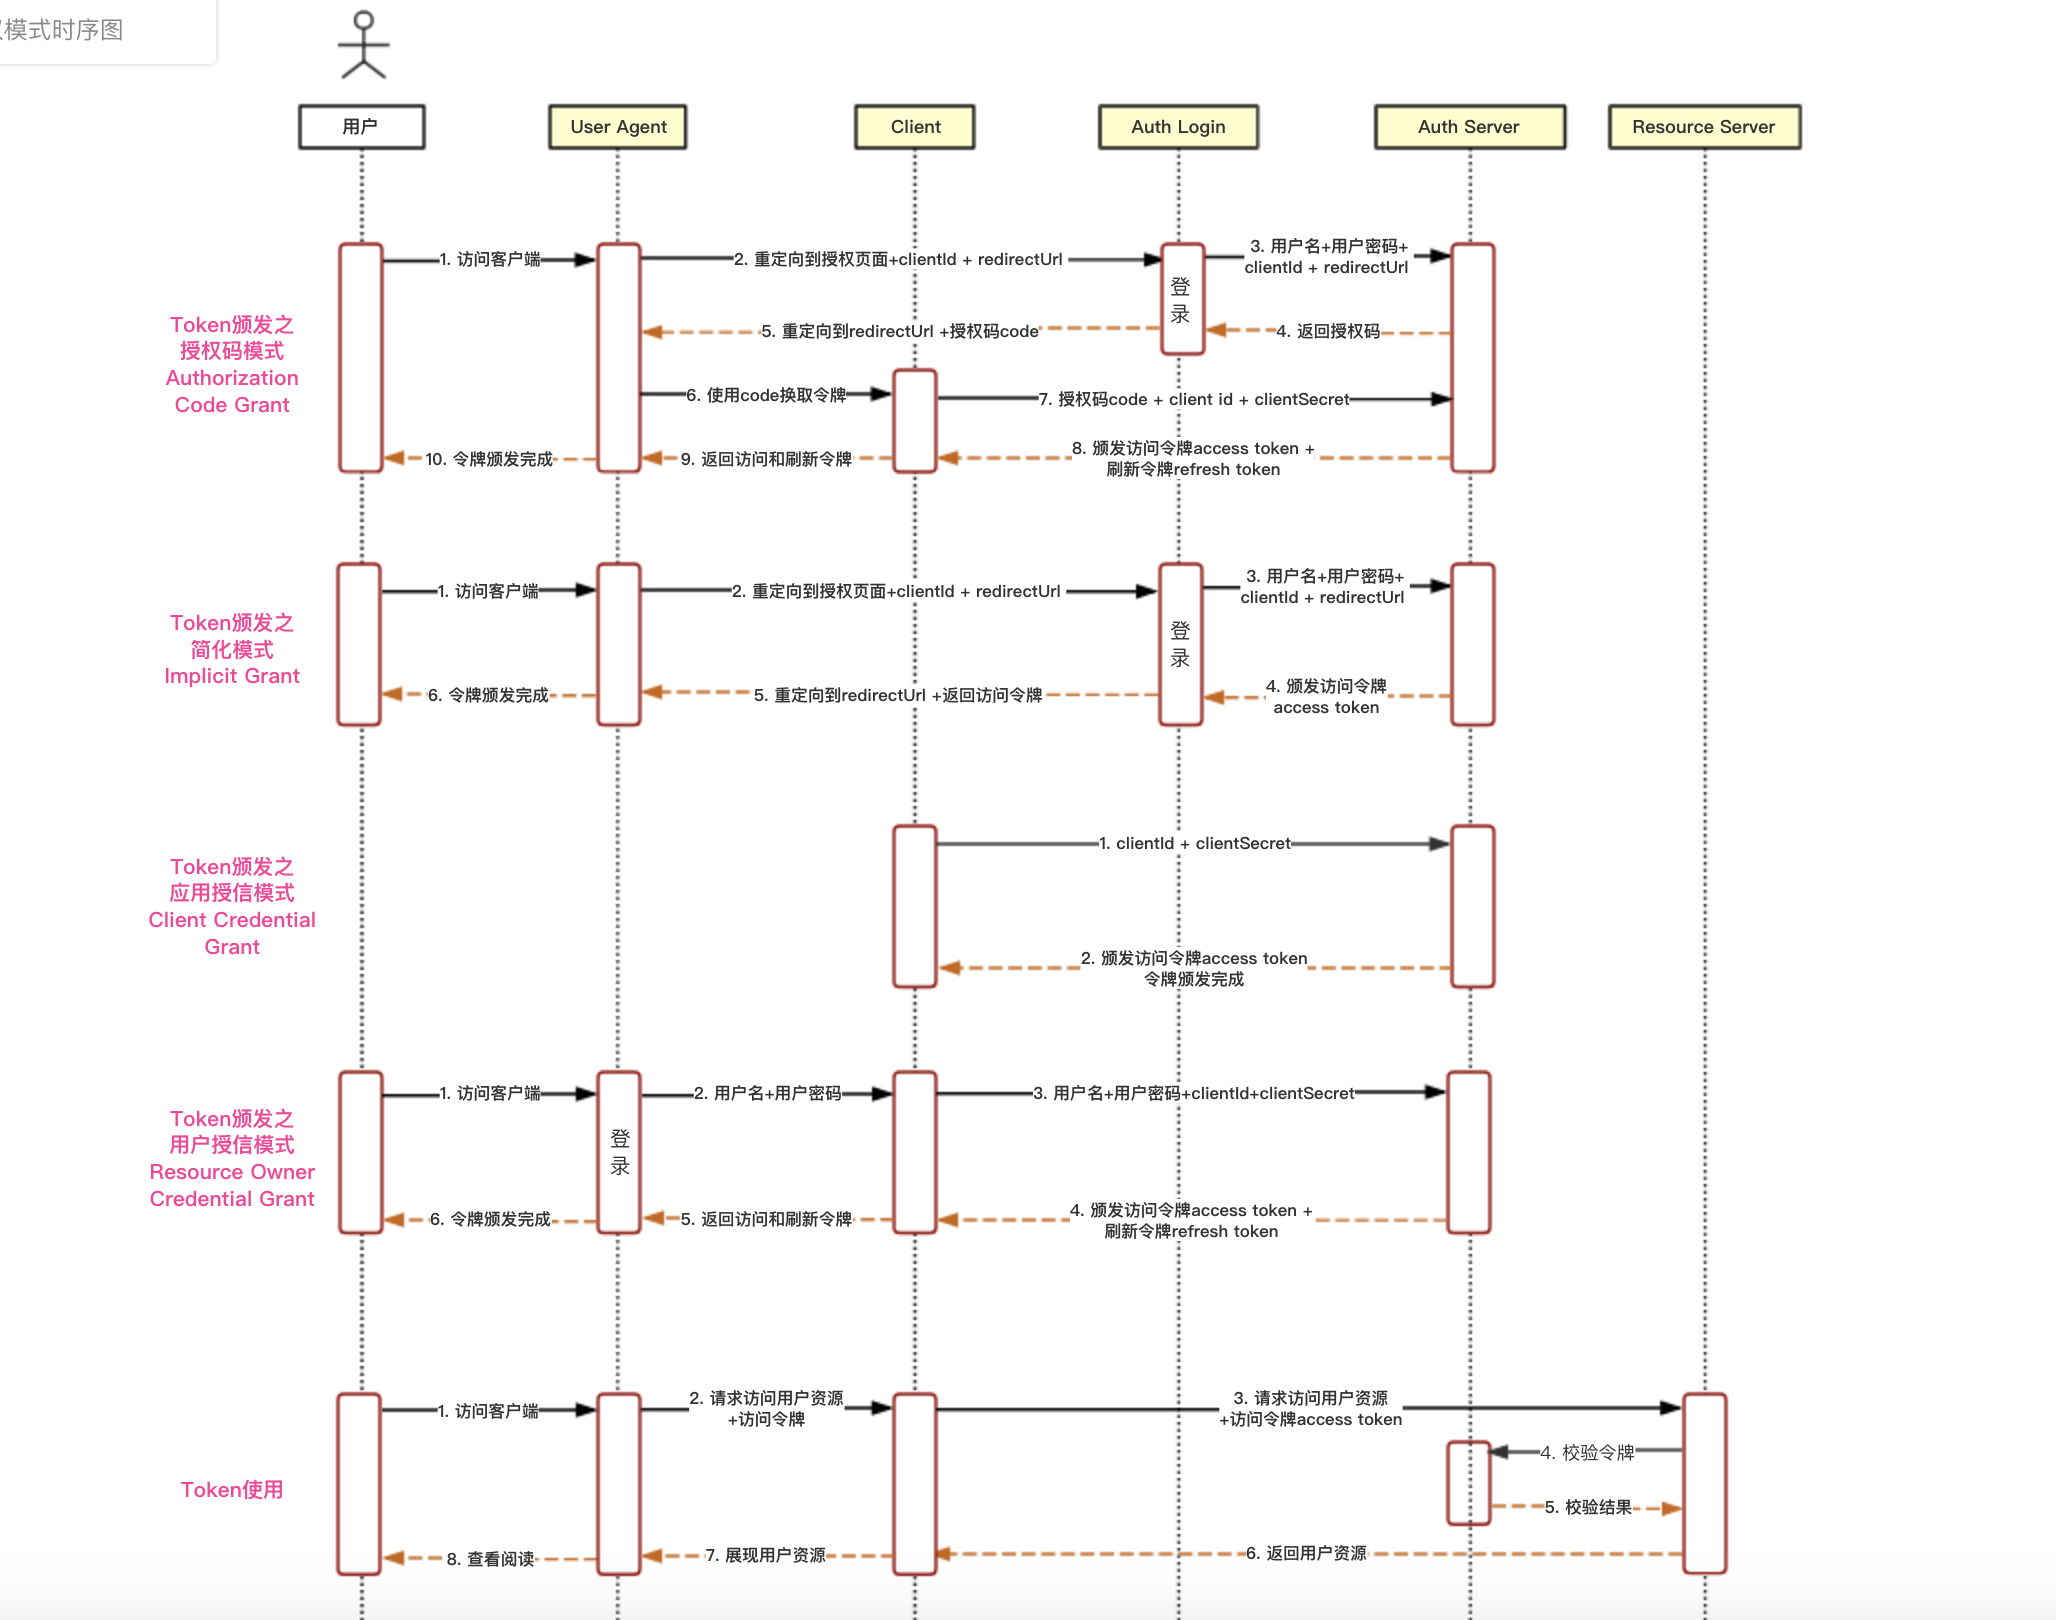 模式时序图
用户
User Agent
Client
Auth Login
Auth Server
Resource Server
Token颁发之
授权码模式
Authorization
Code Grant
1. 访问客户端
2. 重定向到授权页面+clientId + redirectUrl
登
录
3. 用户名+用户密码+
clientId + redirectUrl
4. 返回授权码
5. 重定向到redirectUrl +授权码code
6. 使用code换取令牌
7. 授权码code + client id + clientSecret
8. 颁发访问令牌access token +
刷新令牌refresh token
9. 返回访问和刷新令牌
10. 令牌颁发完成
Token颁发之
简化模式
Implicit Grant
1. 访问客户端
2. 重定向到授权页面+clientId + redirectUrl
登
录
3. 用户名+用户密码+
clientId + redirectUrl
4. 颁发访问令牌
access token
5. 重定向到redirectUrl +返回访问令牌
6. 令牌颁发完成
Token颁发之
应用授信模式
Client Credential
Grant
1. clientId + clientSecret
2. 颁发访问令牌access token
令牌颁发完成
Token颁发之
用户授信模式
Resource Owner
Credential Grant
1. 访问客户端
登
录
2. 用户名+用户密码
3. 用户名+用户密码+clientId+clientSecret
4. 颁发访问令牌access token +
刷新令牌refresh token
5. 返回访问和刷新令牌
6. 令牌颁发完成
Token使用
1. 访问客户端
2. 请求访问用户资源
+访问令牌
3. 请求访问用户资源
+访问令牌access token
4. 校验令牌
5. 校验结果
6. 返回用户资源
7. 展现用户资源
8. 查看阅读